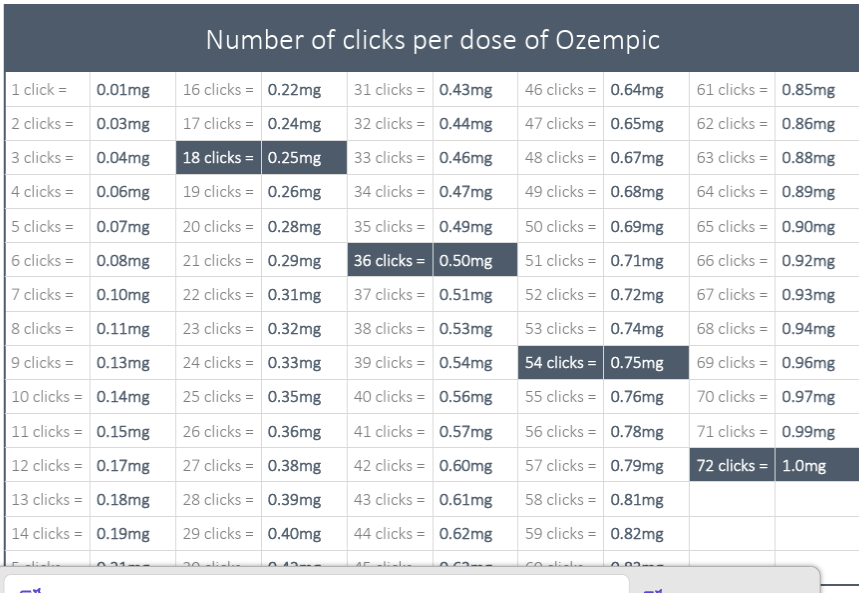 Number of clicks per dose of Ozempic
1 click = 0.01mg 16 clicks = 0.22mg 31 clicks = 0.43mg 46 clicks = 0.64mg 61 clicks = 0.85mg
2 clicks = 0.03mg 17 clicks = 0.24mg 32 clicks = 0.44mg 47 clicks = 0.65mg 62 clicks = 0.86mg
3 clicks = 0.04mg 18 clicks = 0.25mg 33 clicks = 0.46mg 48 clicks = 0.67mg 63 clicks = 0.88mg
4 clicks = 0.06mg 19 clicks = 0.26mg 34 clicks = 0.47mg 49 clicks = 0.68mg 64 clicks = 0.89mg
5 clicks = 0.07mg 20 clicks = 0.28mg 35 clicks = 0.49mg 50 clicks = 0.69mg 65 clicks = 0.90mg
6 clicks = 0.08mg 21 clicks = 0.29mg 36 clicks = 0.50mg 51 clicks = 0.71mg 66 clicks = 0.92mg
7 clicks = 0.10mg 22 clicks = 0.31mg 37 clicks = 0.51mg 52 clicks = 0.72mg 67 clicks = 0.93mg
8 clicks = 0.11mg 23 clicks = 0.32mg 38 clicks = 0.53mg 53 clicks = 0.74mg 68 clicks = 0.94mg
9 clicks = 0.13mg 24 clicks = 0.33mg 39 clicks = 0.54mg 54 clicks = 0.75mg 69 clicks = 0.96mg
10 clicks = 0.14mg 25 clicks = 0.35mg 40 clicks = 0.56mg 55 clicks = 0.76mg 70 clicks = 0.97mg
11 clicks = 0.15mg 26 clicks = 0.36mg 41 clicks = 0.57mg 56 clicks = 0.78mg 71 clicks = 0.99mg
12 clicks = 0.17mg 27 clicks = 0.38mg 42 clicks = 0.60mg 57 clicks = 0.79mg 72 clicks = 1.0mg
13 clicks = 0.18mg 28 clicks = 0.39mg 43 clicks = 0.61mg 58 clicks = 0.81mg
14 clicks = 0.19mg 29 clicks = 0.40mg 44 clicks = 0.62mg 59 clicks = 0.82mg